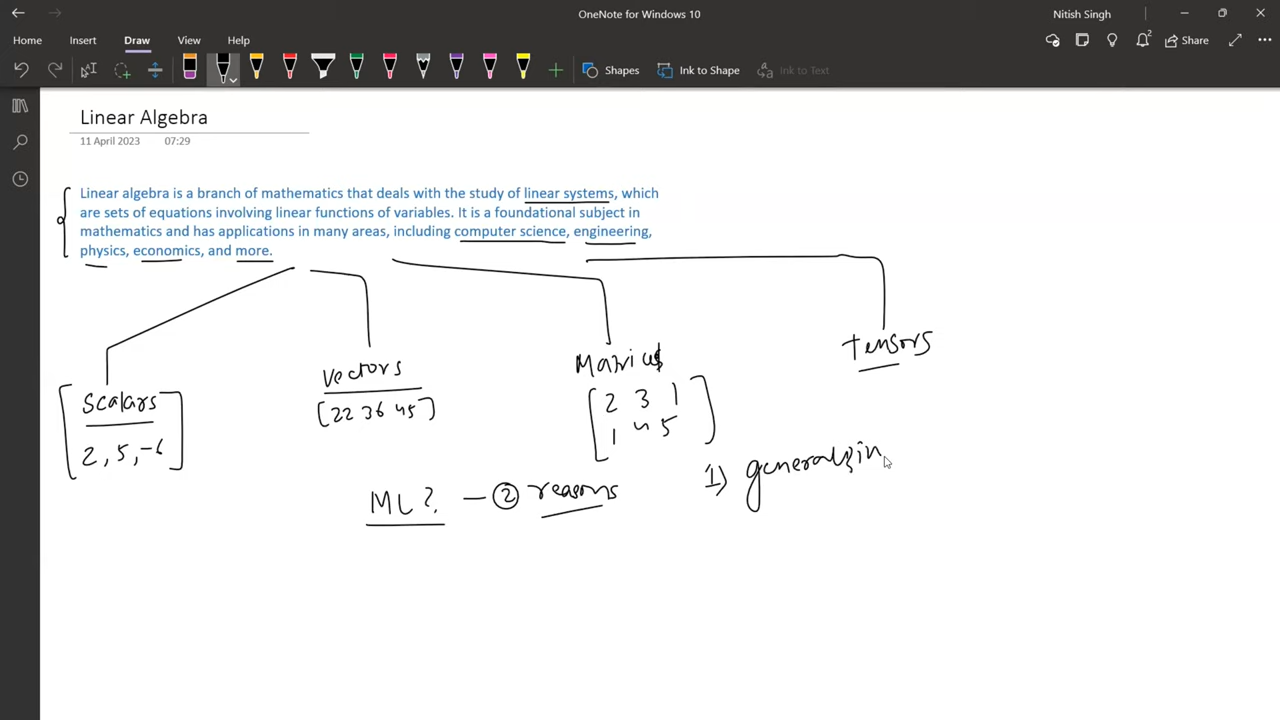 OneNote for Windows 10
Nitish Singh
Home Insert Draw View Help
2
Share
Shapes Ink to Shape Ink to Text
Linear Algebra
11 April 2023 07:29
Linear algebra is a branch of mathematics that deals with the study of linear systems, which
are sets of equations involving linear functions of variables. It is a foundational subject in
mathematics and has applications in many areas, including computer science, engineering,
physics, economics, and more.
Scalars
2, 5, -6
Vectors
[22 36 45]
Matrices
2 3 1
1 4 5
tensors
ML? - ② reasons
1) generalizin